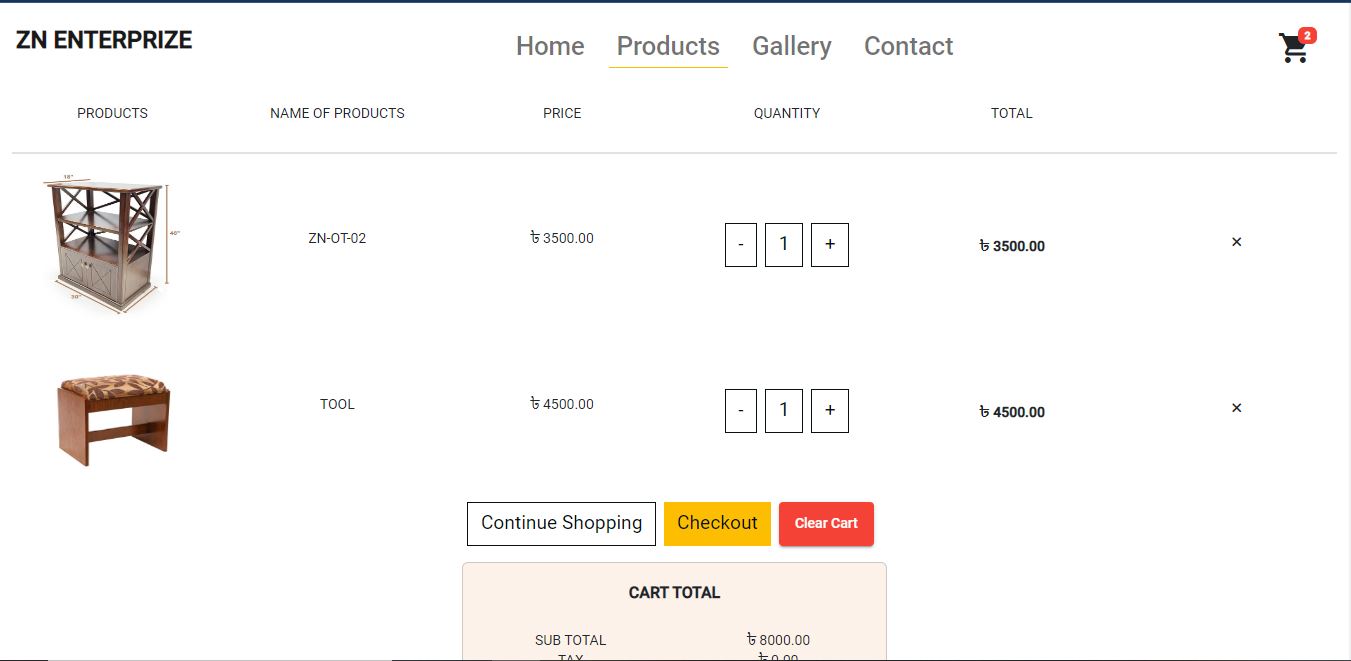 ZN ENTERPRIZE
Home Products Gallery Contact
2
PRODUCTS NAME OF PRODUCTS PRICE QUANTITY TOTAL
18"
40"
30"
ZN-OT-02 ৳ 3500.00 - 1 + ৳ 3500.00 ×
TOOL ৳ 4500.00 - 1 + ৳ 4500.00 ×
Continue Shopping Checkout Clear Cart
CART TOTAL
SUB TOTAL ৳ 8000.00
TAX ৳ 0.00